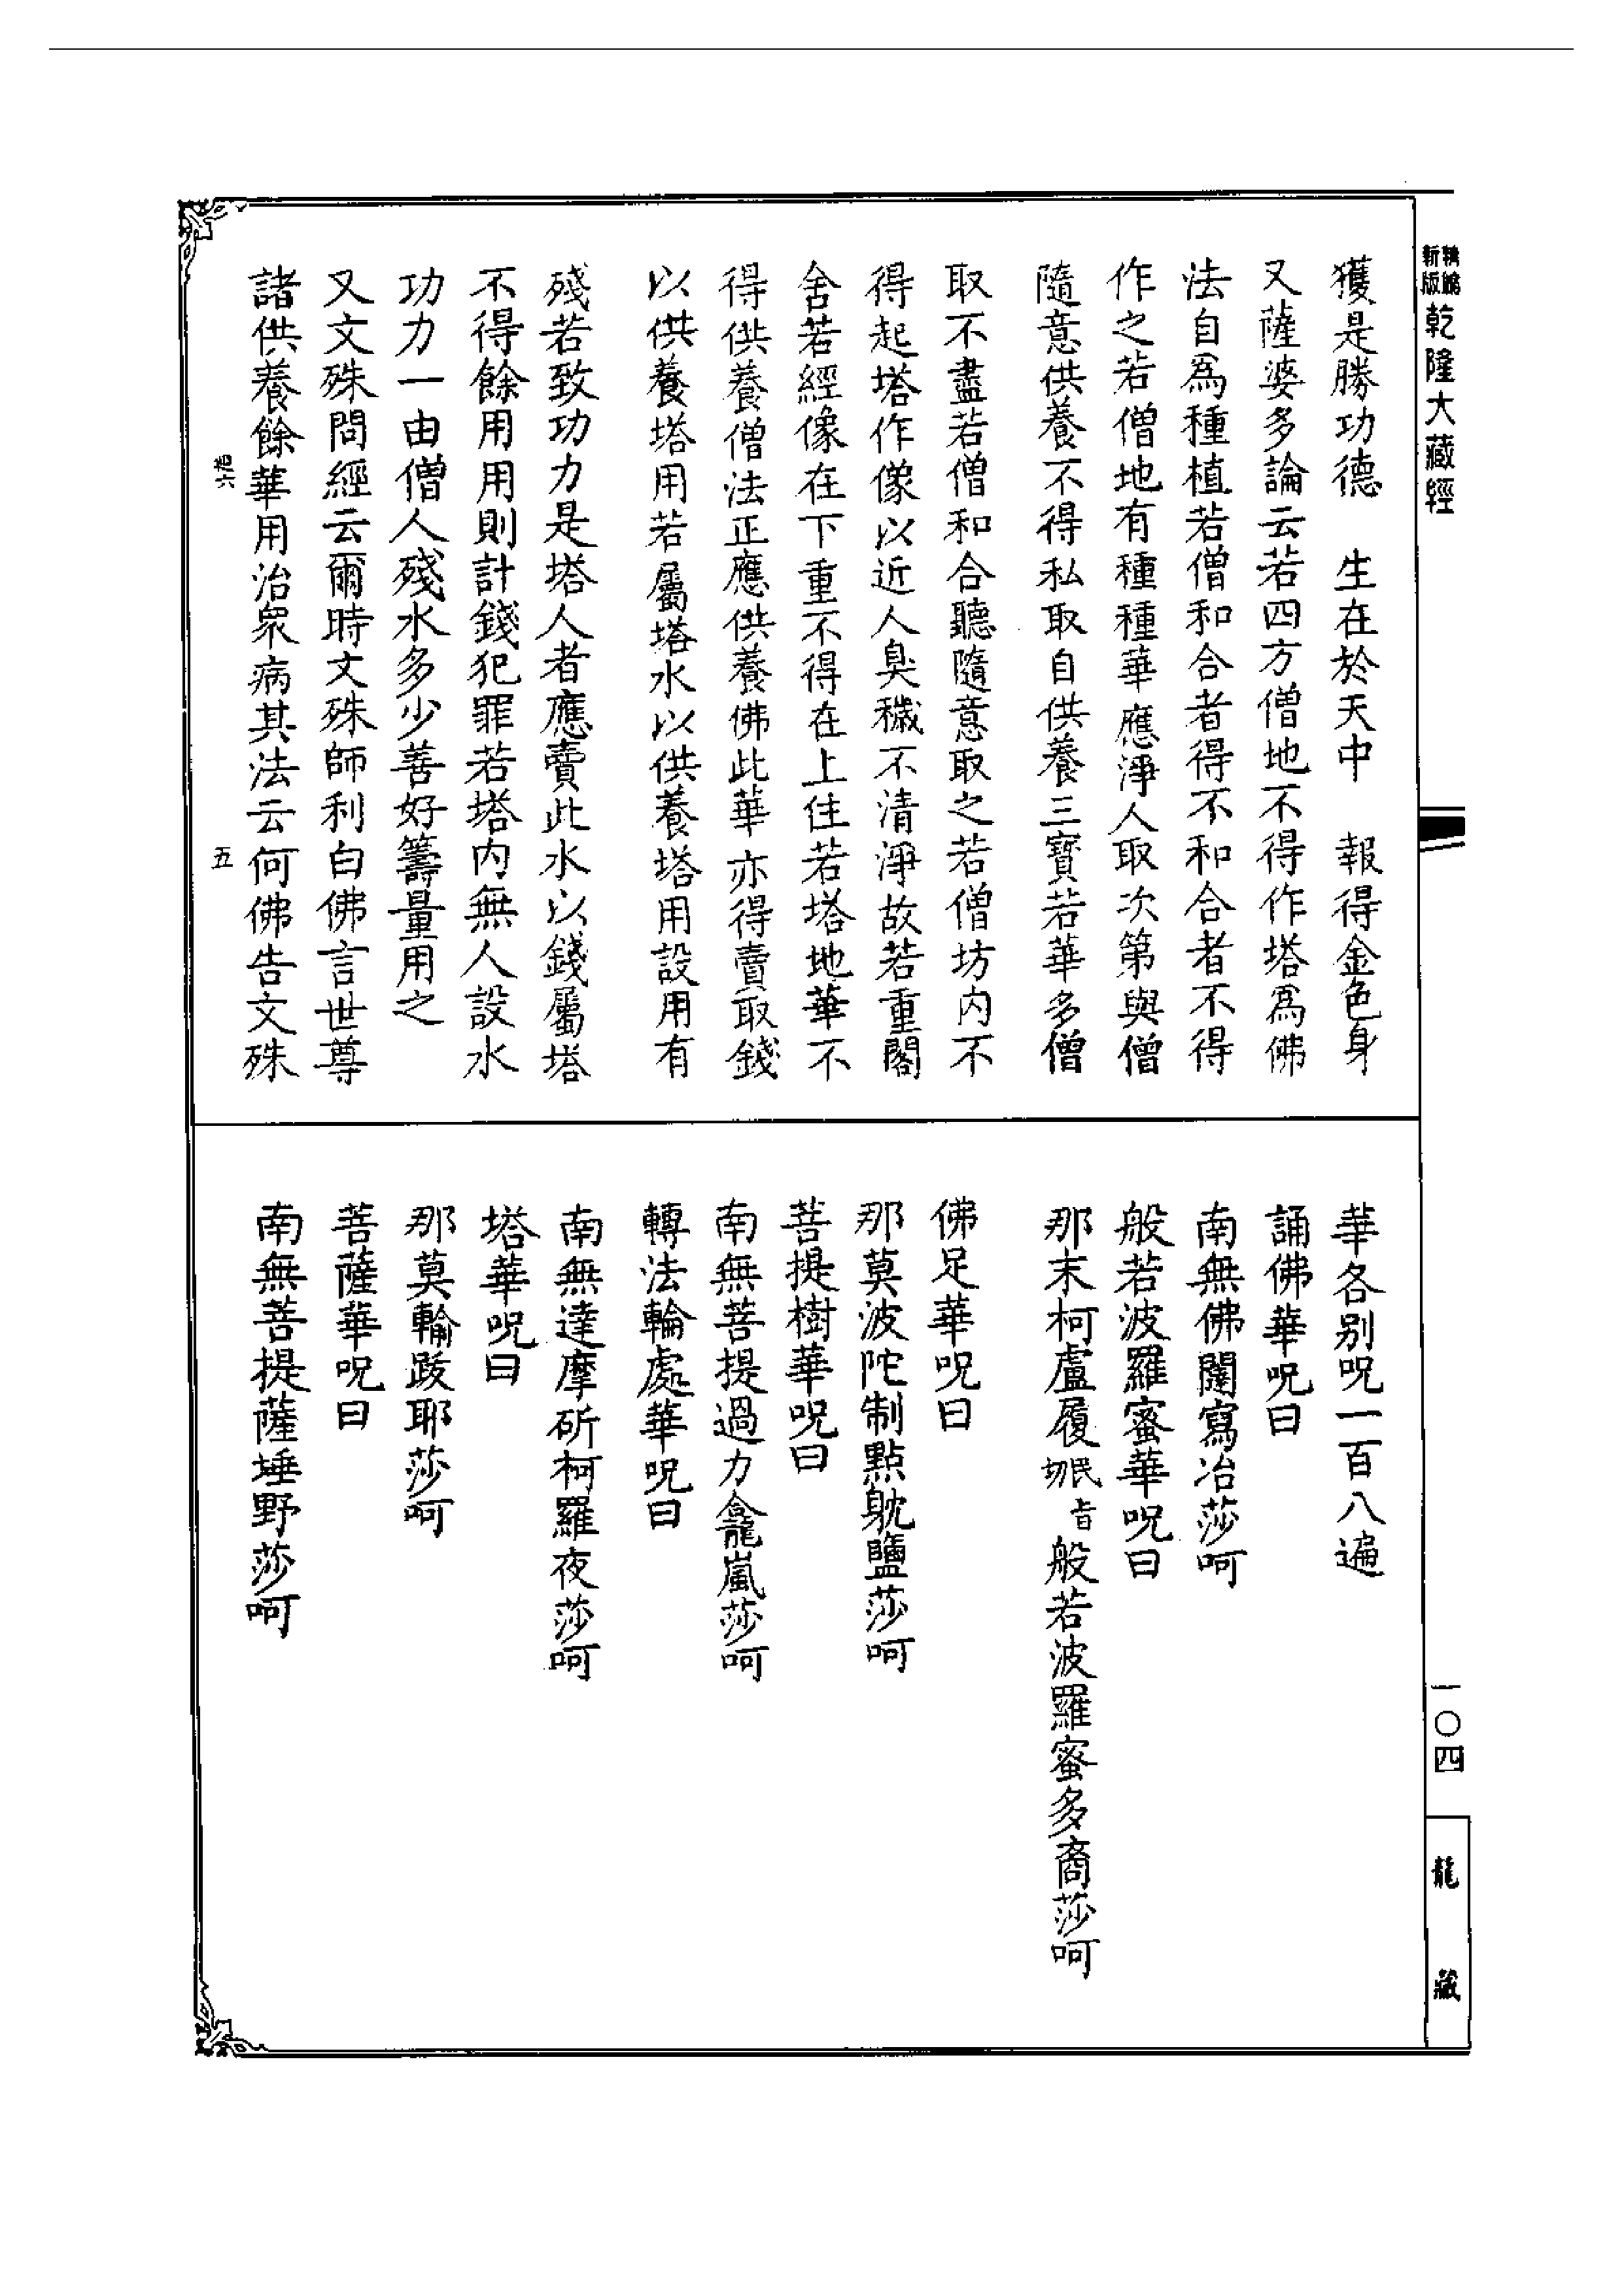 新版 乾隆大藏經
獲是勝功德　生在於天中　報得金色身
又薩婆多論云若四方僧地不得作塔爲佛
法自爲種植若僧和合者得不和合者不得
作之若僧地有種種華應淨人取次第與僧
隨意供養不得私取自供養三寶若華多僧
取不盡若僧和合聽隨意取之若僧坊內不
得起塔作像以近人臭穢不清淨故若重閣
舍若經像在下重不得在上住若塔地華不
得供養僧法正應供養佛此華亦得賣取錢
以供養塔用若屬塔水以供養塔用設用有
殘若致功力是塔人者應賣此水以錢屬塔
不得餘用用則計錢犯罪若塔內無人設水
功力一由僧人殘水多少善好籌量用之
又文殊問經云爾時文殊師利白佛言世尊
諸供養餘華用治衆病其法云何佛告文殊
六
五
華各別呪一百八遍
誦佛華呪曰
南無佛闥寫冶莎呵
般若波羅蜜華呪曰
那末柯盧履民旨切般若波羅蜜多裔莎呵
佛足華呪曰
那莫波陀制點躭鹽莎呵
菩提樹華呪曰
南無菩提過力龕嵐莎呵
轉法輪處華呪曰
南無達摩斫柯羅夜莎呵
塔華呪曰
那莫輪跋耶莎呵
菩薩華呪曰
南無菩提薩埵野莎呵
一〇四
龍藏